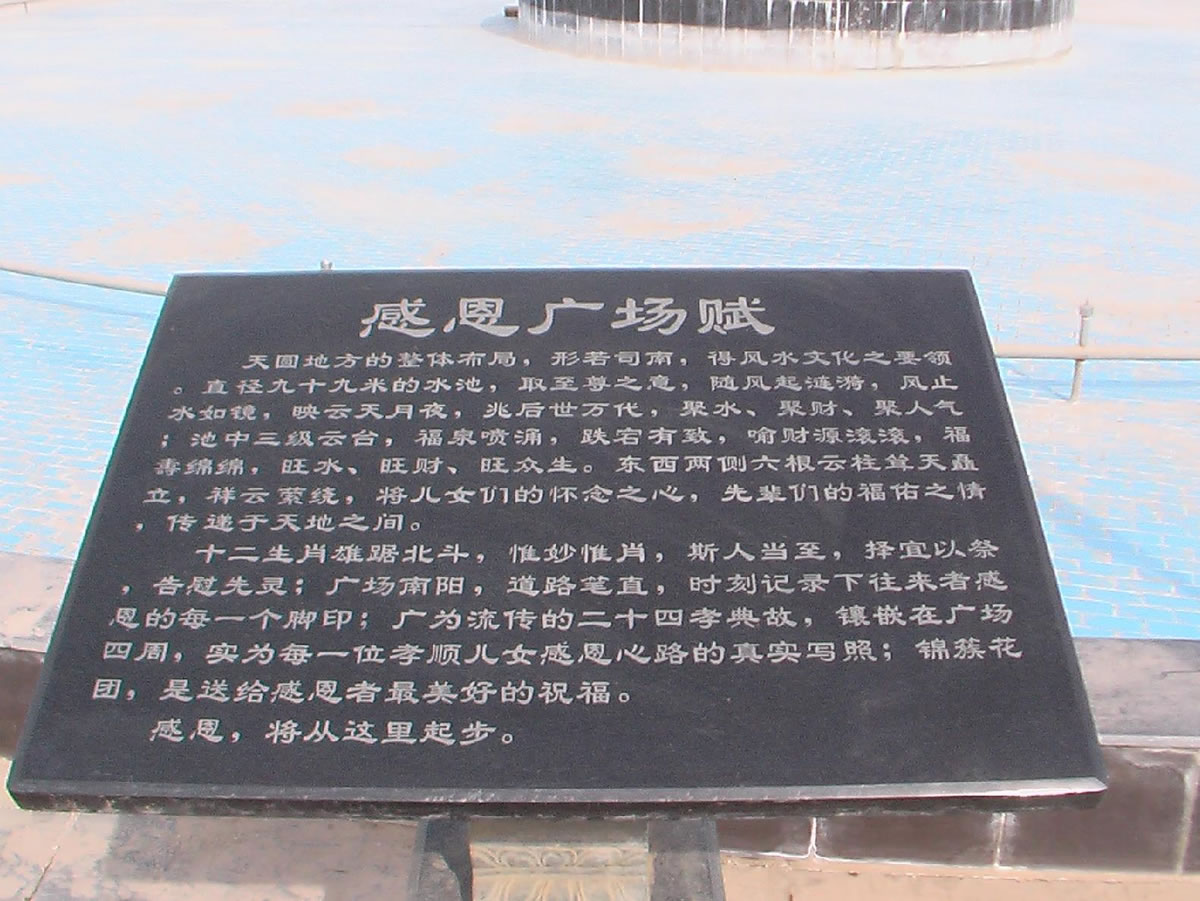 感恩广场赋
天圆地方的整体布局，形若司南，得风水文化之要领
。直径九十九米的水池，取至尊之意，随风起涟漪，风止
水如镜，映云天月夜，兆后世万代，聚水、聚财、聚人气
；池中三级云台，福泉喷涌，跌宕有致，喻财源滚滚，福
寿绵绵，旺水、旺财、旺众生。东西两侧六根云柱耸天矗
立，祥云萦绕，将儿女们的怀念之心，先辈们的福佑之情
，传递于天地之间。
十二生肖雄踞北斗，惟妙惟肖，斯人当至，择宜以祭
，告慰先灵；广场南阳，道路笔直，时刻记录下往来者感
恩的每一个脚印；广为流传的二十四孝典故，镶嵌在广场
四周，实为每一位孝顺儿女感恩心路的真实写照；锦簇花
团，是送给感恩者最美好的祝福。
感恩，将从这里起步。